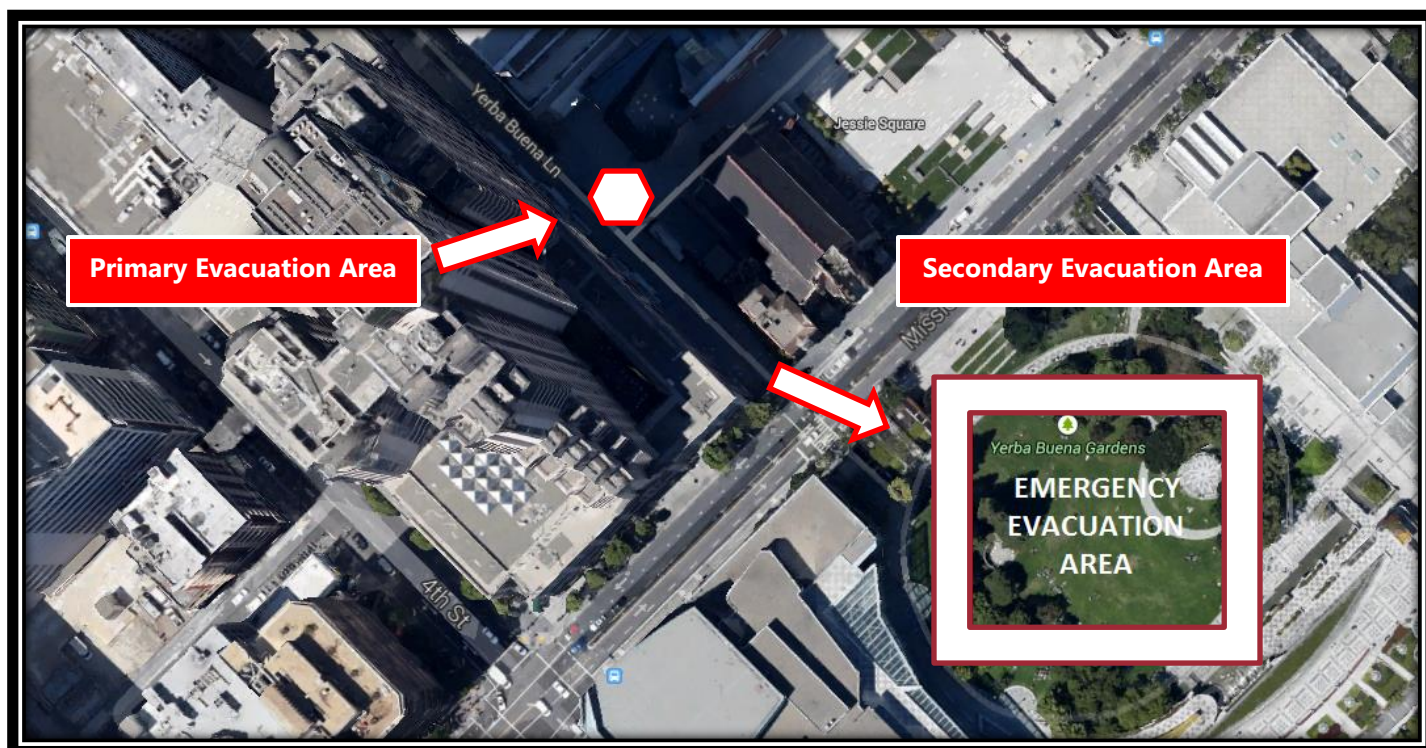 Yerba Buena Ln
Jessie Square
Primary Evacuation Area
Secondary Evacuation Area
Yerba Buena Gardens
EMERGENCY
EVACUATION
AREA
4th St